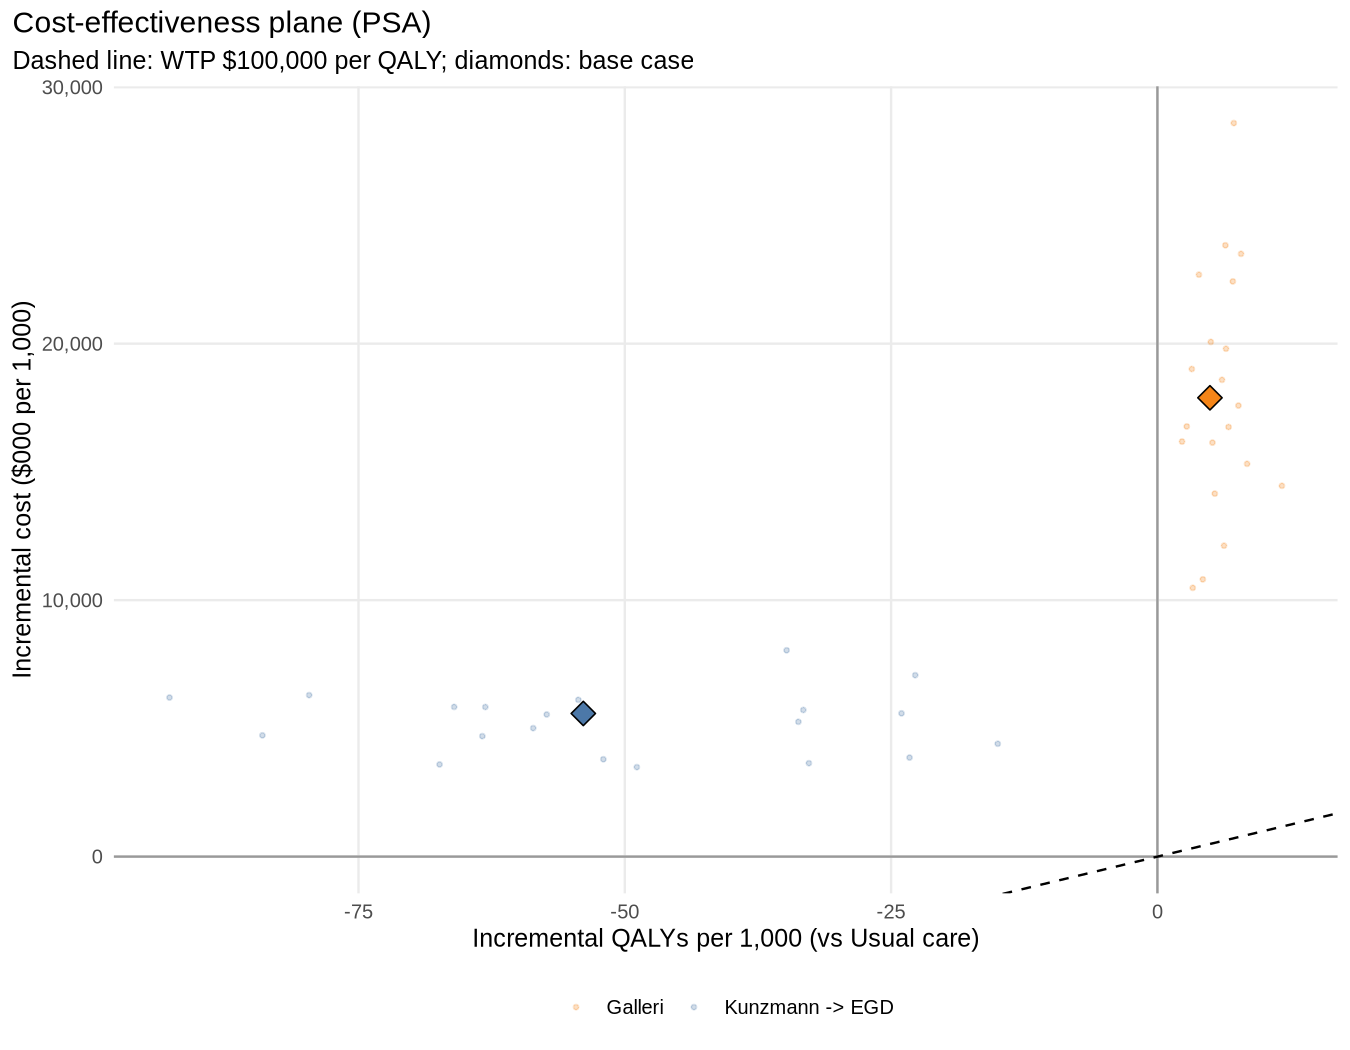 Cost-effectiveness plane (PSA)
Dashed line: WTP $100,000 per QALY; diamonds: base case
Incremental cost ($000 per 1,000)
30,000
20,000
10,000
0
-75
-50
-25
0
Incremental QALYs per 1,000 (vs Usual care)
Galleri
Kunzmann -> EGD